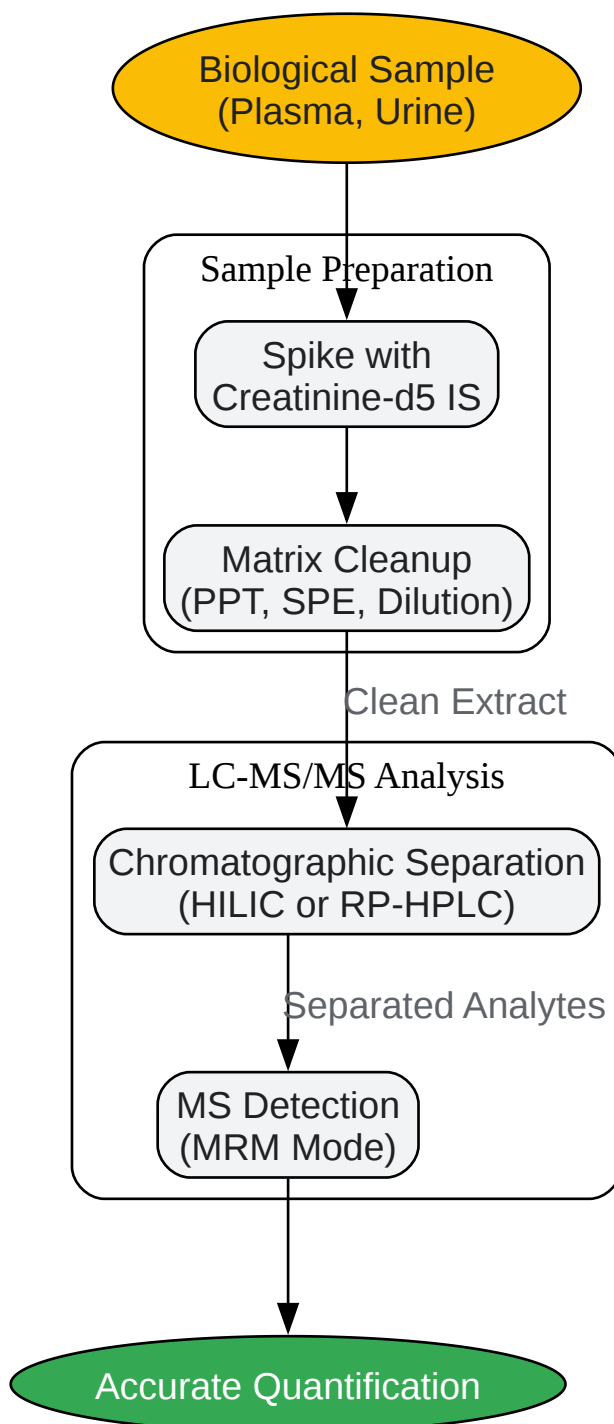 Biological Sample
(Plasma, Urine)
Sample Preparation
Spike with
Creatinine-d5 IS
Matrix Cleanup
(PPT, SPE, Dilution)
Clean Extract
LC-MS/MS Analysis
Chromatographic Separation
(HILIC or RP-HPLC)
Separated Analytes
MS Detection
(MRM Mode)
Accurate Quantification